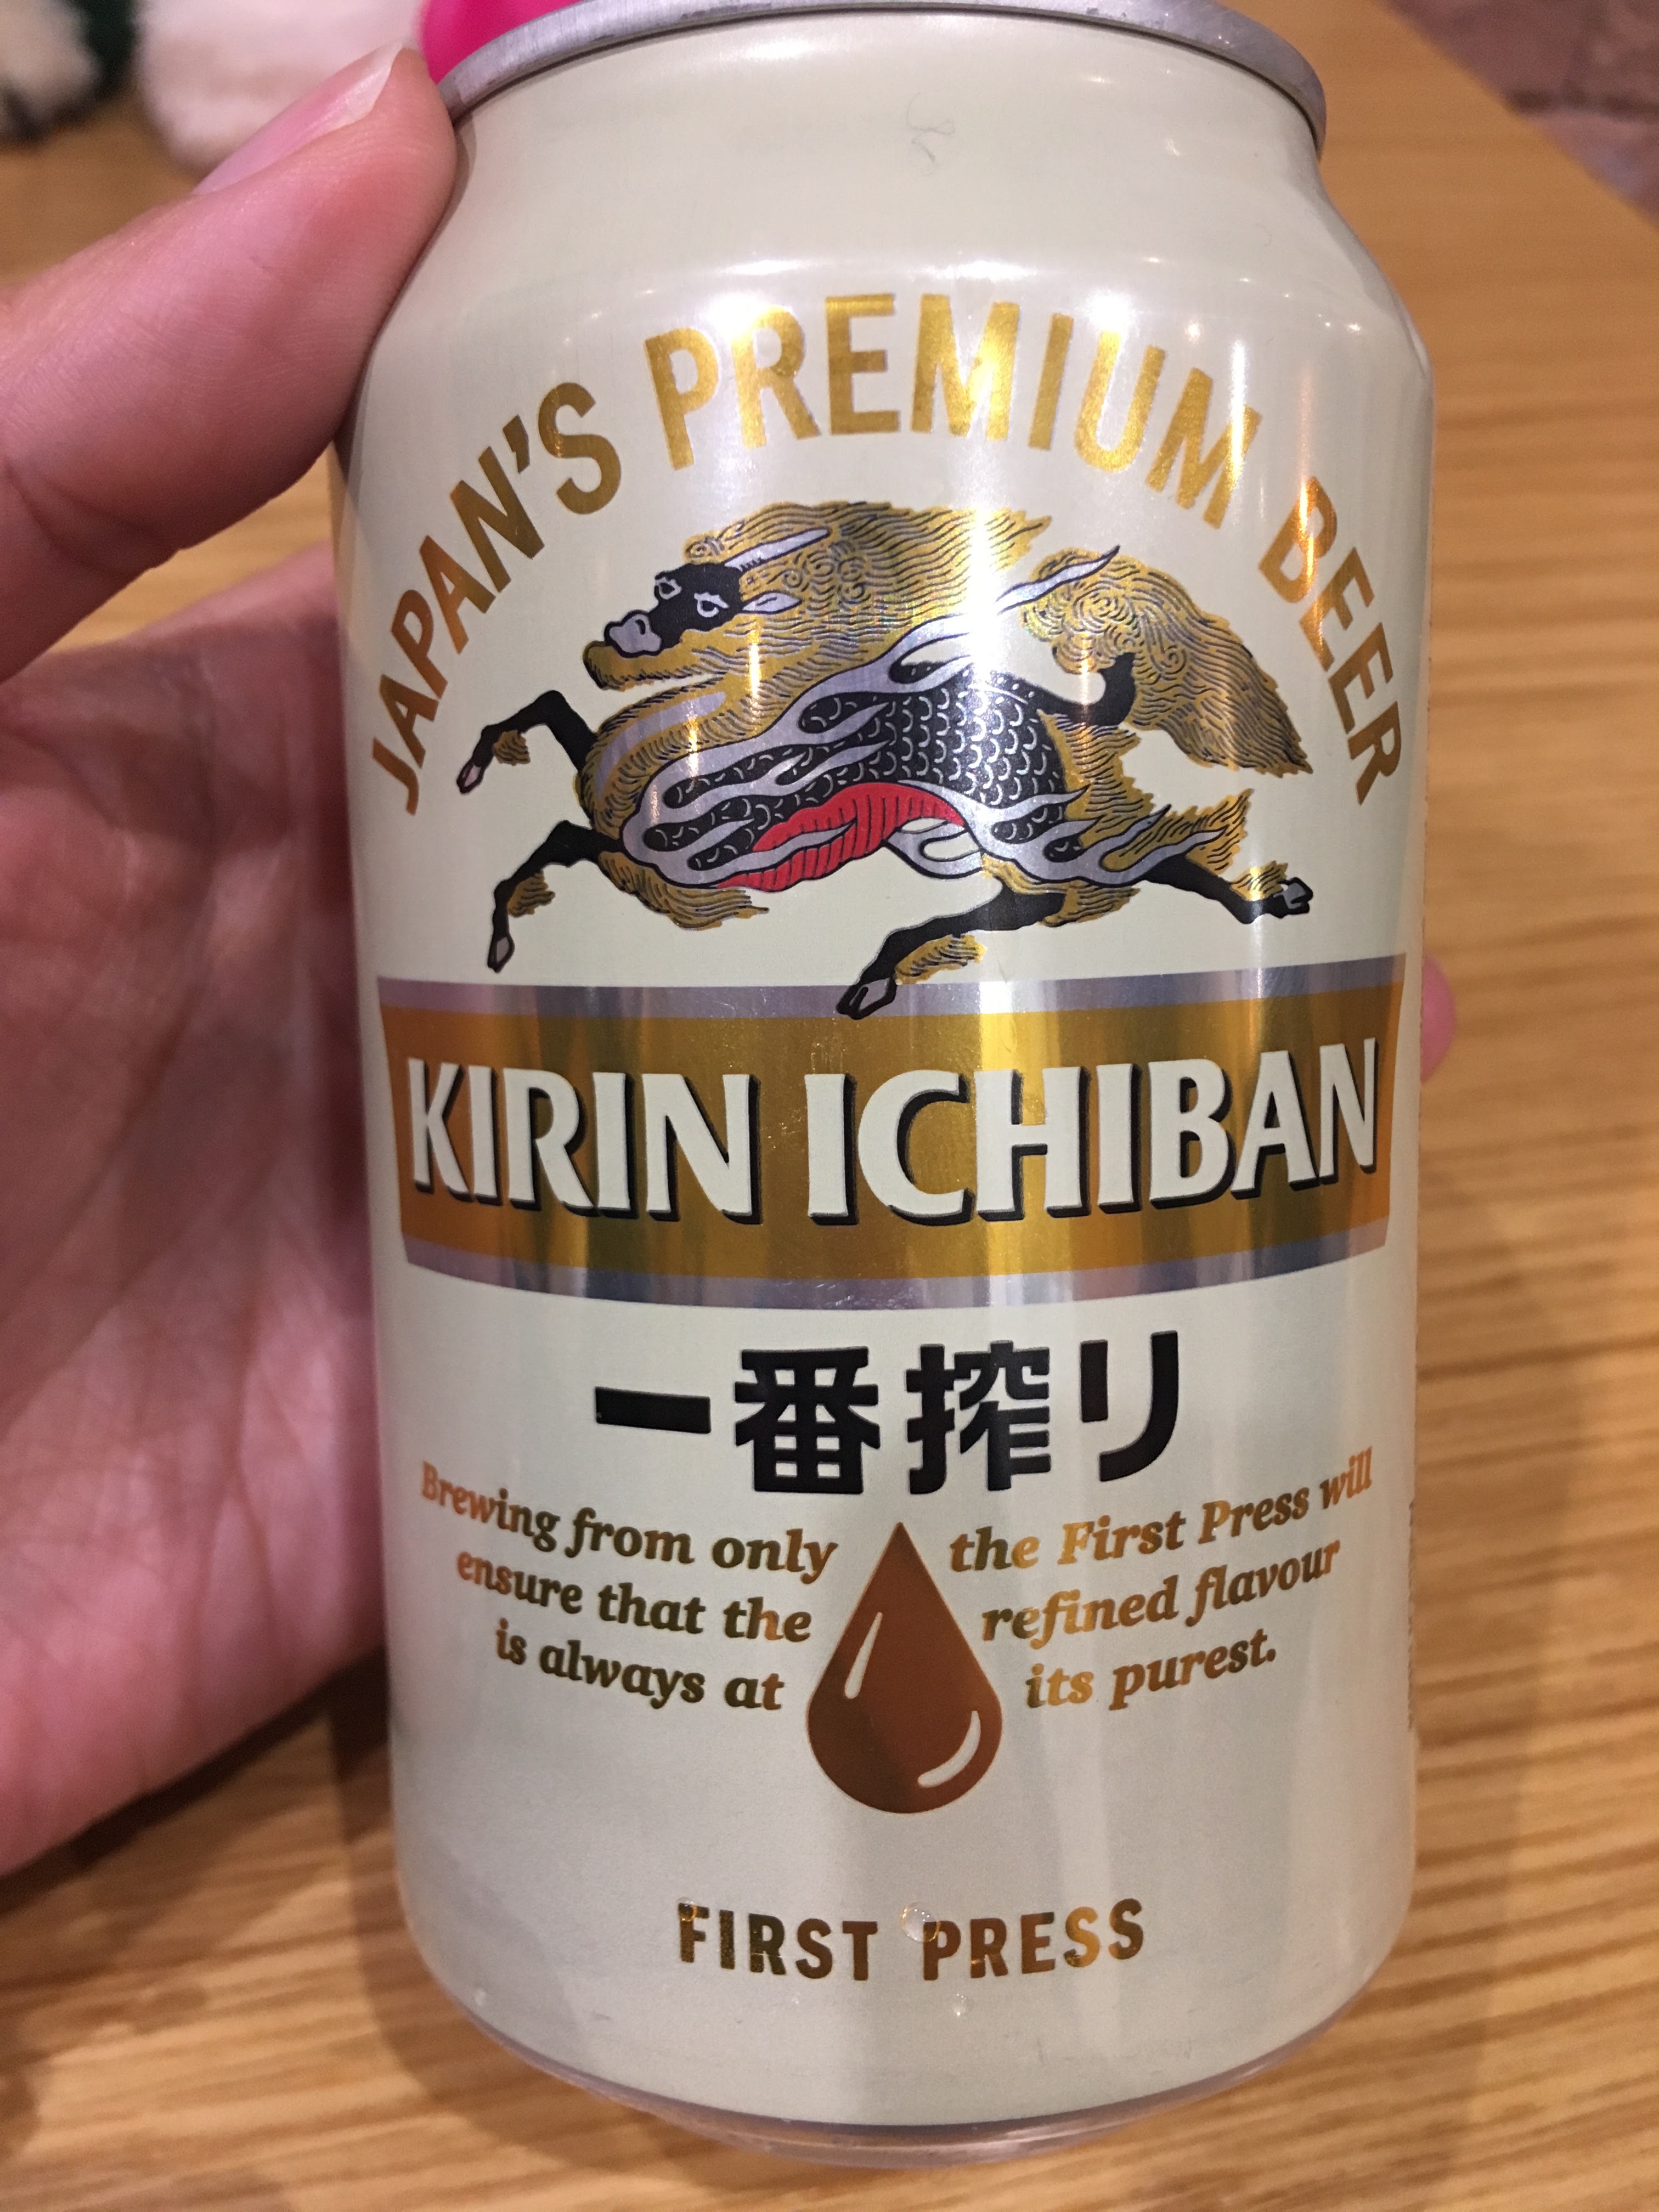 JAPAN'S PREMIUM BEER
KIRIN ICHIBAN
一番搾り
Brewing from only the First Press will
ensure that the refined flavour
is always at its purest.
FIRST PRESS